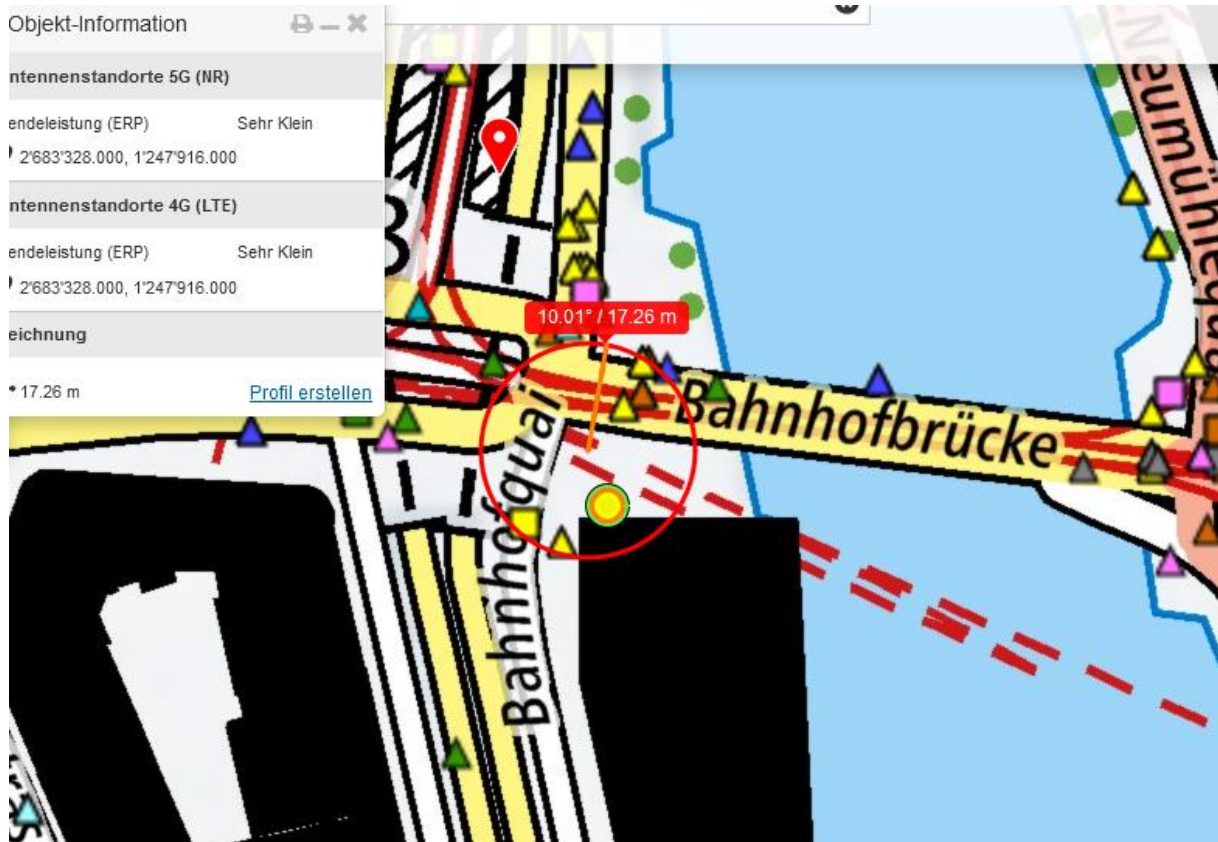 Objekt-Information
ntennenstandorte 5G (NR)
endeleistung (ERP) Sehr Klein
2'683'328.000, 1'247'916.000
ntennenstandorte 4G (LTE)
endeleistung (ERP) Sehr Klein
2'683'328.000, 1'247'916.000
eichnung
17.26 m Profil erstellen
10.01° / 17.26 m
Bahnhofbrücke
Bahnhofquai
Neumühlequai